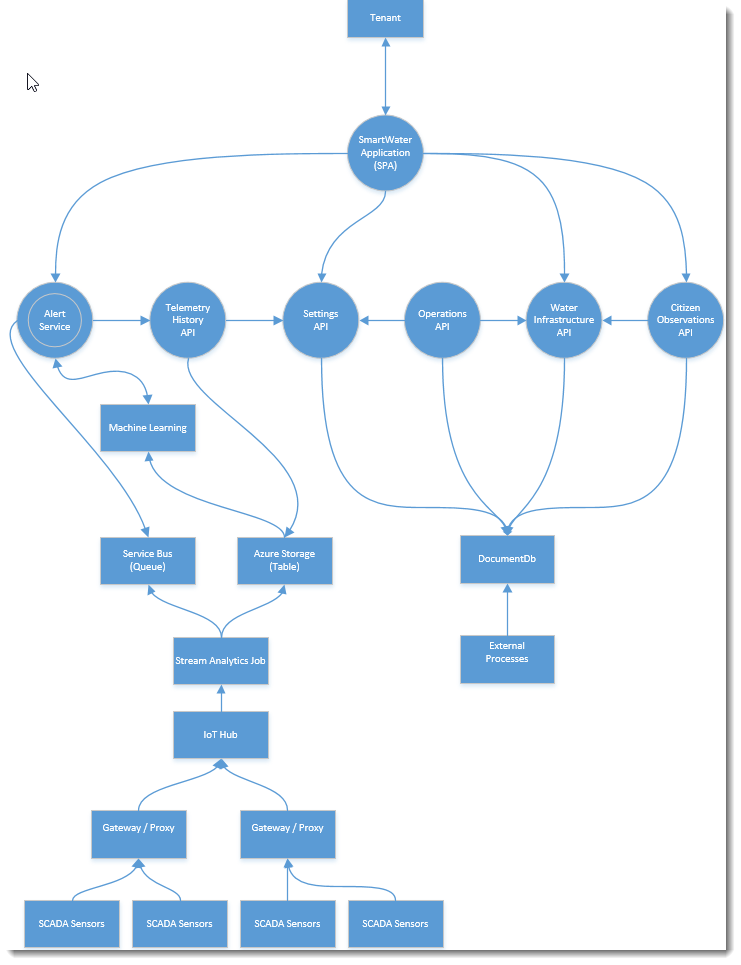 Tenant
SmartWater
Application
(SPA)
Alert
Service
Telemetry
History
API
Settings
API
Operations
API
Water
Infrastructure
API
Citizen
Observations
API
Machine Learning
Service Bus
(Queue)
Azure Storage
(Table)
DocumentDb
Stream Analytics Job
External
Processes
IoT Hub
Gateway / Proxy
Gateway / Proxy
SCADA Sensors
SCADA Sensors
SCADA Sensors
SCADA Sensors